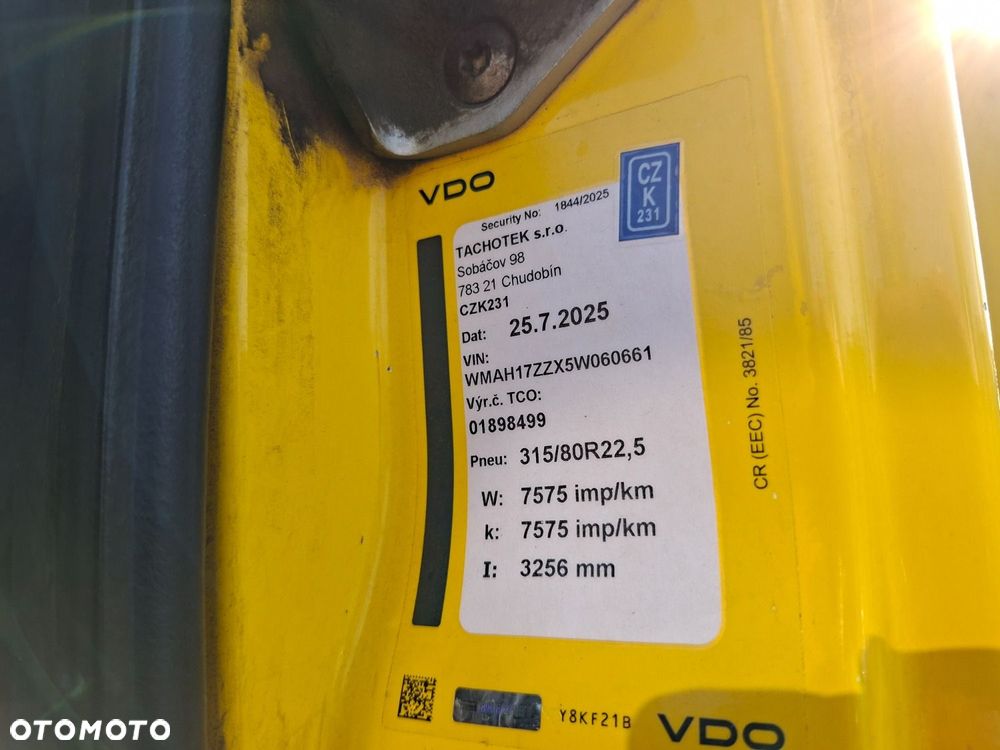 VDO
CZ
K
231
Security No: 1844/2025
TACHOTEK s.r.o.
Sobáčov 98
783 21 Chudobín
CZK231
Dat: 25.7.2025
VIN:
WMAH17ZZX5W060661
Výr.č. TCO:
01898499
Pneu: 315/80R22,5
W: 7575 imp/km
k: 7575 imp/km
I: 3256 mm
CR (EEC) No. 3821/85
Y8KF21B
VDO
OTOMOTO